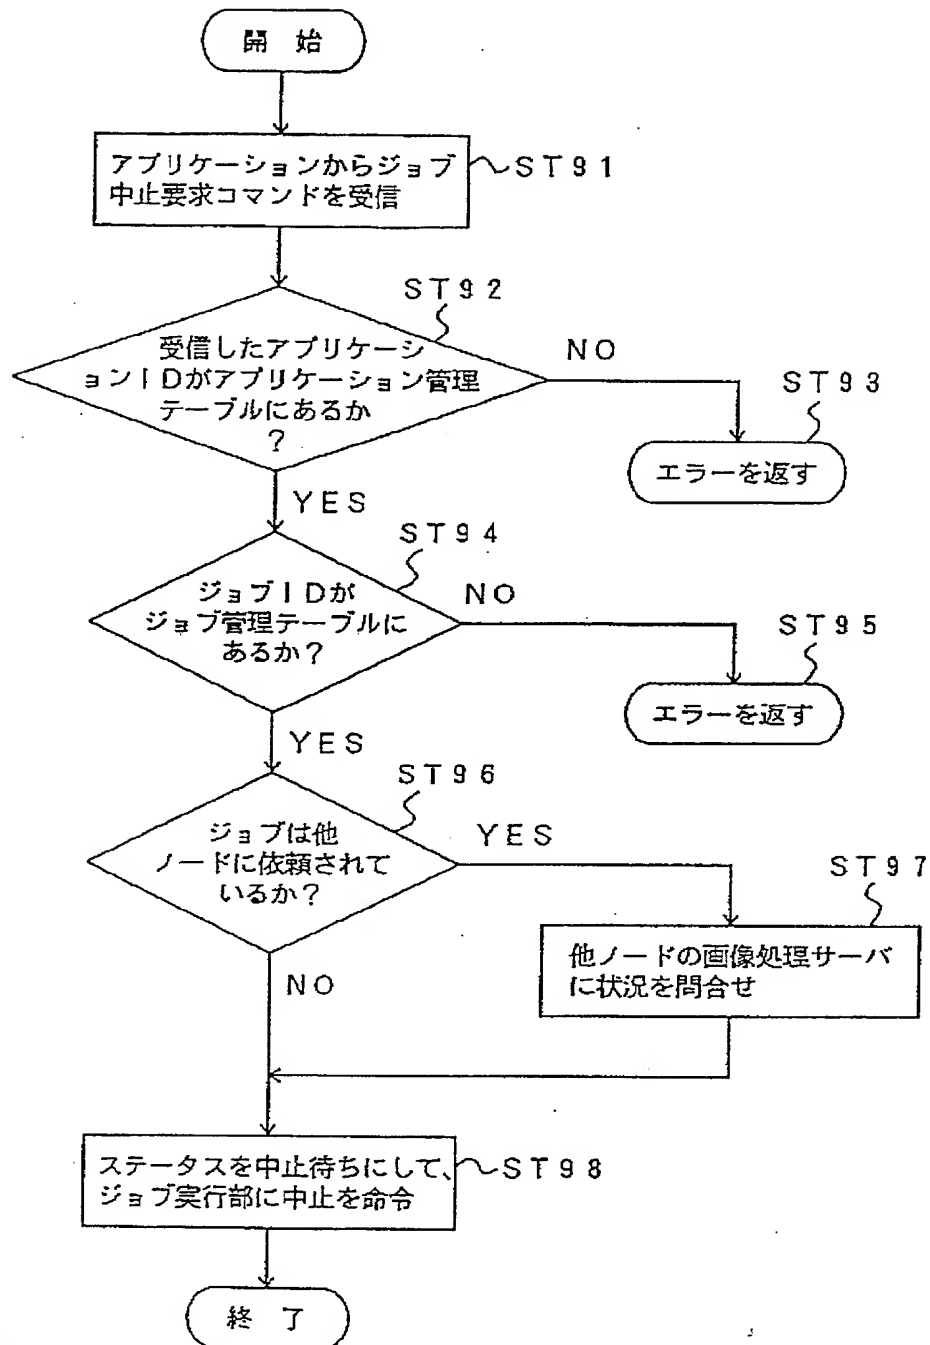 開 始
アプリケーションからジョブ
中止要求コマンドを受信
ST91
ST92
受信したアプリケーシ
ョンIDがアプリケーション管理
テーブルにあるか
?
NO
ST93
エラーを返す
YES
ST94
ジョブIDが
ジョブ管理テーブルに
あるか?
NO
ST95
エラーを返す
YES
ST96
ジョブは他
ノードに依頼されて
いるか?
YES
ST97
他ノードの画像処理サーバ
に状況を問合せ
NO
ステータスを中止待ちにして、
ジョブ実行部に中止を命令
ST98
終 了